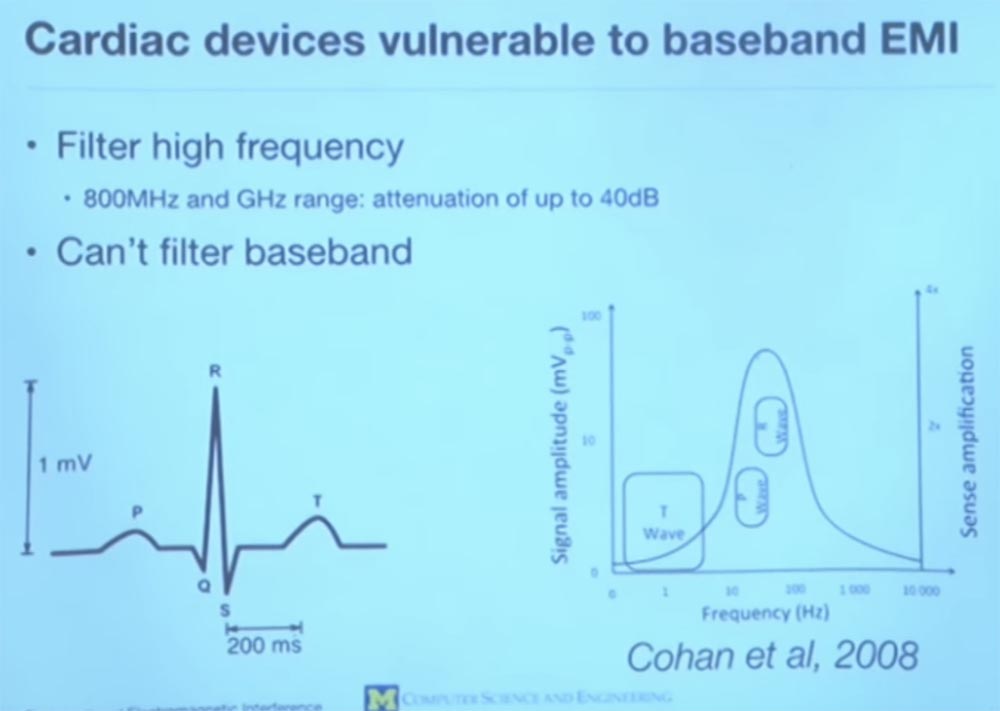 Cardiac devices vulnerable to baseband EMI
• Filter high frequency
• 800MHz and GHz range: attenuation of up to 40dB
• Can't filter baseband
R
1 mV
P
T
Q
S
200 ms
100
10
0
Signal amplitude (mVp-p)
4x
2x
Sense amplification
R Wave
P Wave
T
Wave
0 1 10 100 1 000 10 000
Frequency (Hz)
Cohan et al, 2008
M COMPUTER SCIENCE AND ENGINEERING
Electromagnetic Interference